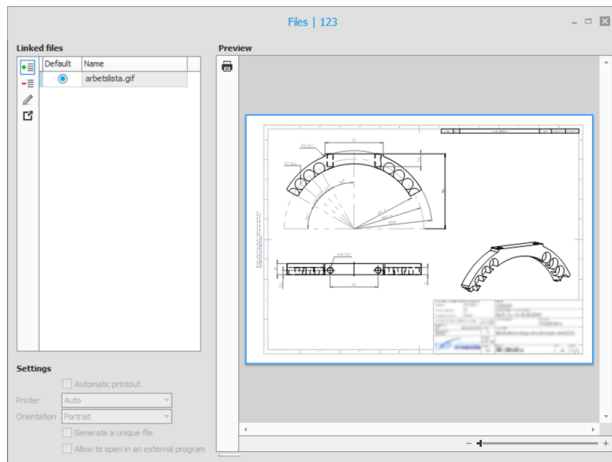 Files | 123
Linked files
Preview
Default Name
arbetslista.gif
Settings
Automatic printout
Printer Auto
Orientation Portrait
Generate a unique file
Allow to open in an external program